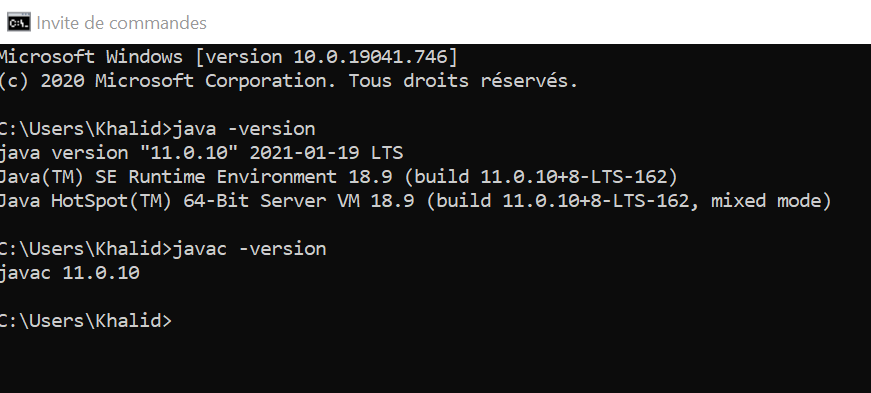 Invite de commandes
Microsoft Windows [version 10.0.19041.746]
(c) 2020 Microsoft Corporation. Tous droits réservés.
C:\Users\Khalid>java -version
java version "11.0.10" 2021-01-19 LTS
Java(TM) SE Runtime Environment 18.9 (build 11.0.10+8-LTS-162)
Java HotSpot(TM) 64-Bit Server VM 18.9 (build 11.0.10+8-LTS-162, mixed mode)
C:\Users\Khalid>javac -version
javac 11.0.10
C:\Users\Khalid>